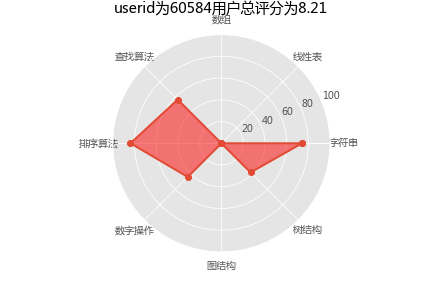 userid为60584用户总评分为8.21
数组
查找算法
线性表
100
80
60
40
20
排序算法
字符串
数字操作
树结构
图结构